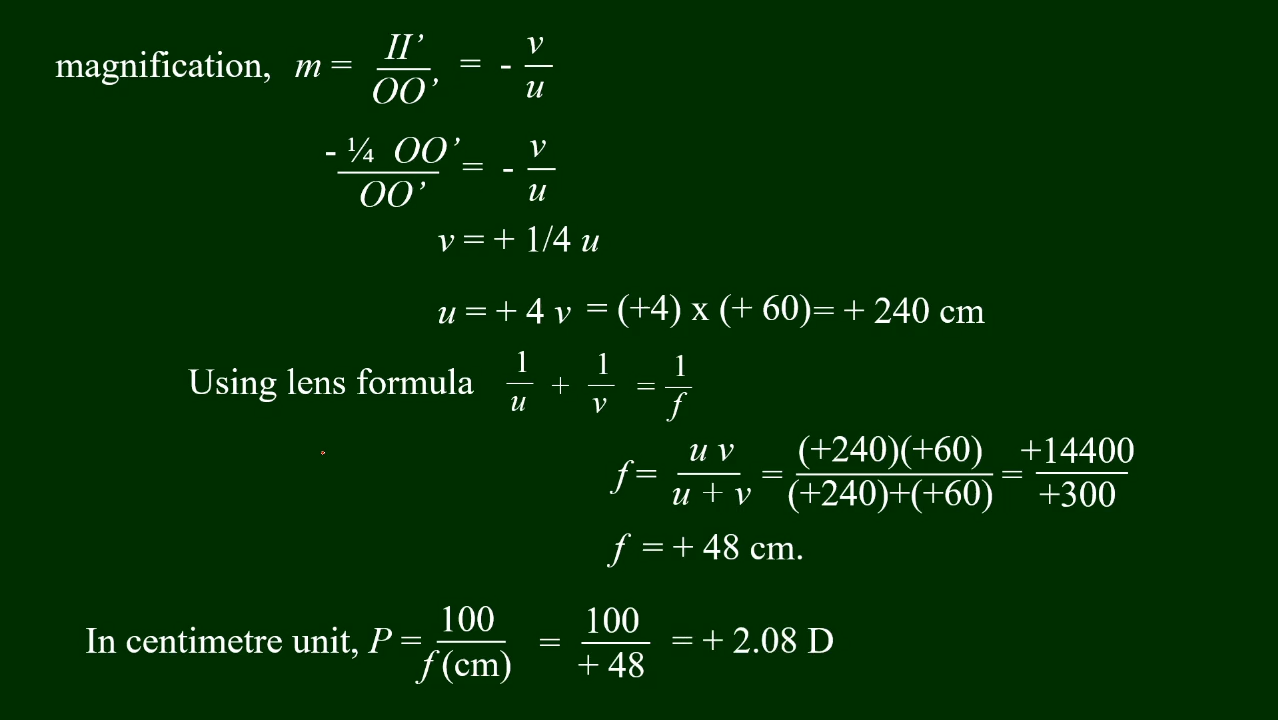 magnification, m = II’/OO’ = - v/u
- ¼ OO’/OO’ = - v/u
v = + 1/4 u
u = + 4 v = (+4) x (+ 60)= + 240 cm
Using lens formula 1/u + 1/v = 1/f
f = u v/u + v = (+240)(+60)/(+240)+(+60) = +14400/+300
f = + 48 cm.
In centimetre unit, P = 100/f (cm) = 100/+ 48 = + 2.08 D